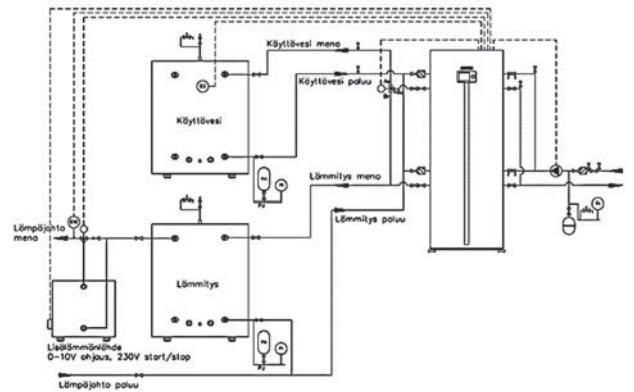 Käyttövesi meno
Käyttövesi paluu
Käyttövesi
Lämmitys meno
Lämmitys paluu
Lämpöjohto
meno
Lämmitys
Lisälämmönlähde
0-10V ohjaus, 230V start/stop
Lämpöjohto paluu